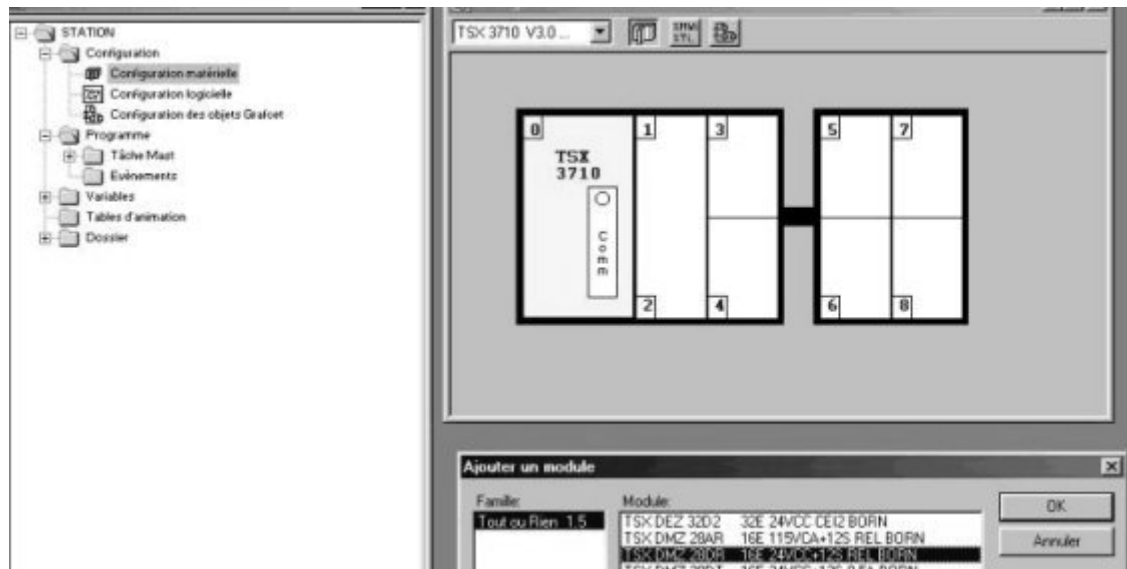 STATION
Configuration
Configuration matérielle
Configuration logicielle
Configuration des objets Grafcet
Programme
Tâche Mast
Evènements
Variables
Tables d'animation
Dossier
TSX 3710 V3.0 ...
0
1
3
5
7
TSX
3710
Comm
2
4
6
8
Ajouter un module
Famille:
Module:
OK
Tout ou Rien 1.5
TSX DEZ 32D2 32E 24VCC CEI2 BORN
TSX DMZ 28AR 16E 115VCA+12S REL BORN
Annuler
TSX DMZ 28DR 16E 24VCC+12S REL BORN